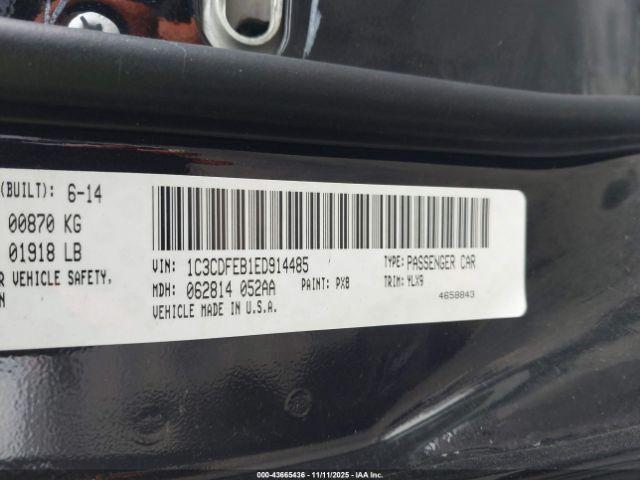 (BUILT): 6-14
00870 KG
01918 LB
R VEHICLE SAFETY,
N
VIN: 1C3CDFEB1ED914485 TYPE: PASSENGER CAR
MDH: 062814 052AA PAINT: PX8 TRIM: YLX9
VEHICLE MADE IN U.S.A. 4658843
000-43665436 - 11/11/2025 - IAA Inc.